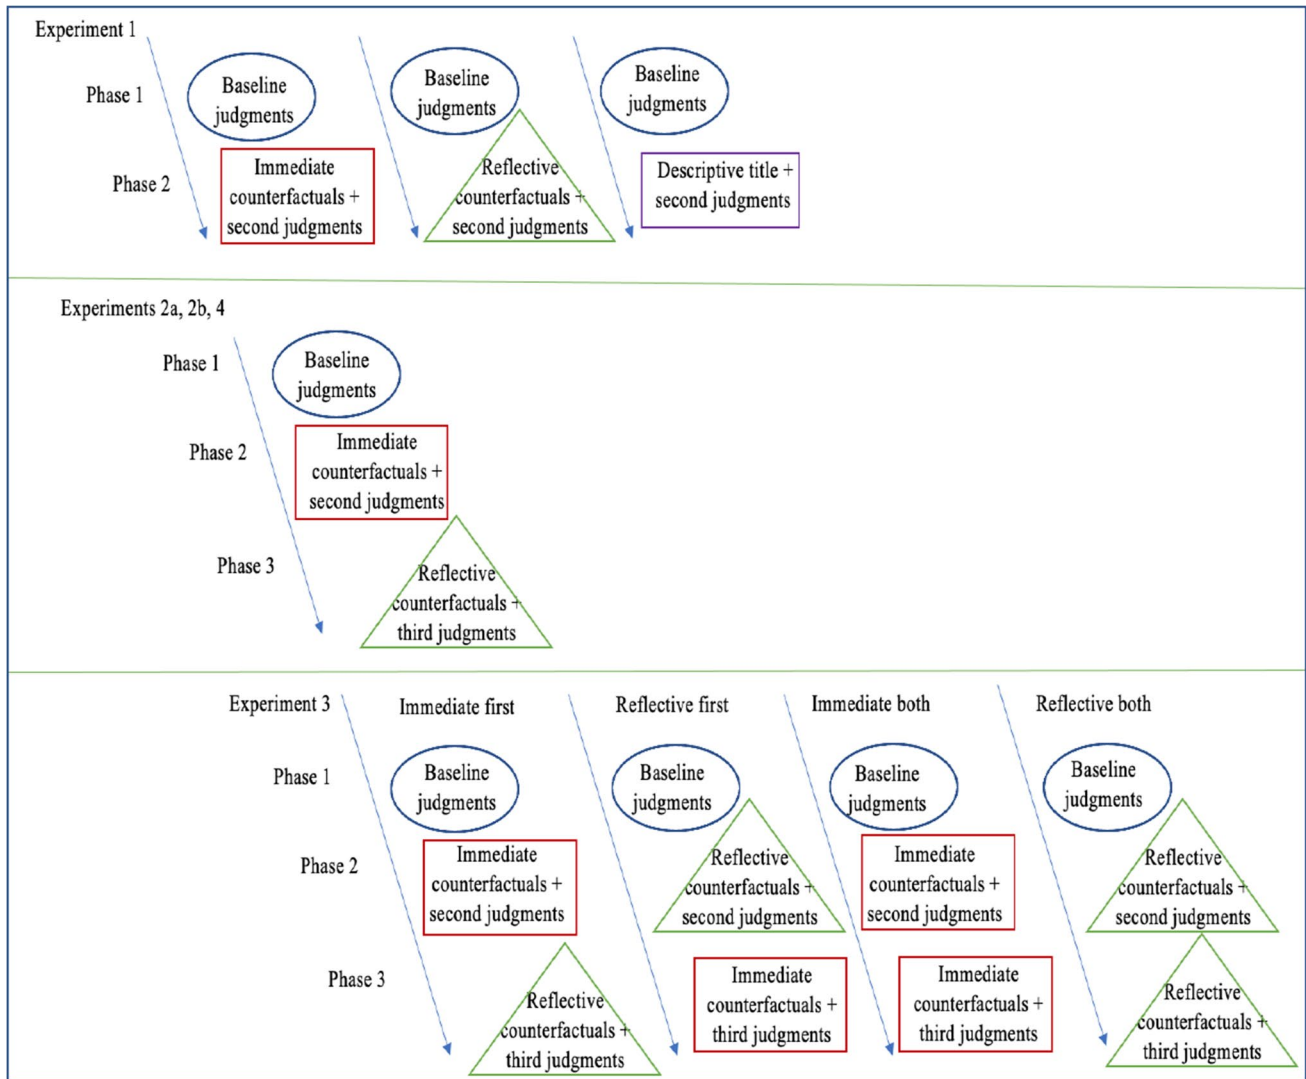 Experiment 1
Phase 1
Baseline
judgments
Baseline
judgments
Baseline
judgments
Phase 2
Immediate
counterfactuals +
second judgments
Reflective
counterfactuals +
second judgments
Descriptive title +
second judgments
Experiments 2a, 2b, 4
Phase 1
Baseline
judgments
Phase 2
Immediate
counterfactuals +
second judgments
Phase 3
Reflective
counterfactuals +
third judgments
Experiment 3
Immediate first
Reflective first
Immediate both
Reflective both
Phase 1
Baseline
judgments
Baseline
judgments
Baseline
judgments
Baseline
judgments
Phase 2
Immediate
counterfactuals +
second judgments
Reflective
counterfactuals +
second judgments
Immediate
counterfactuals +
second judgments
Reflective
counterfactuals +
second judgments
Phase 3
Reflective
counterfactuals +
third judgments
Immediate
counterfactuals +
third judgments
Immediate
counterfactuals +
third judgments
Reflective
counterfactuals +
third judgments